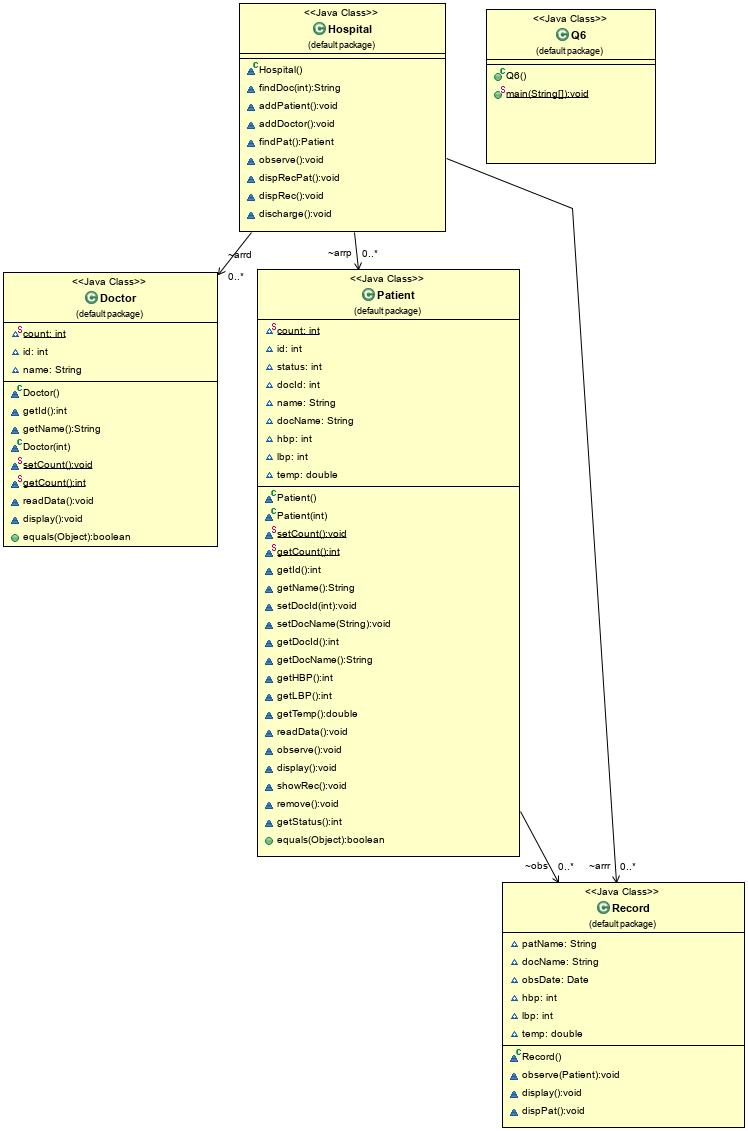 <<Java Class>>
Hospital
(default package)
Hospital()
findDoc(int):String
addPatient():void
addDoctor():void
findPat():Patient
observe():void
dispRecPat():void
dispRec():void
discharge():void
<<Java Class>>
Q6
(default package)
Q6()
main(String[]):void
~arrd
0..*
~arrp 0..*
<<Java Class>>
Doctor
(default package)
count: int
id: int
name: String
Doctor()
getId():int
getName():String
Doctor(int)
setCount():void
getCount():int
readData():void
display():void
equals(Object):boolean
<<Java Class>>
Patient
(default package)
count: int
id: int
status: int
docId: int
name: String
docName: String
hbp: int
lbp: int
temp: double
Patient()
Patient(int)
setCount():void
getCount():int
getId():int
getName():String
setDocId(int):void
setDocName(String):void
getDocId():int
getDocName():String
getHBP():int
getLBP():int
getTemp():double
readData():void
observe():void
display():void
showRec():void
remove():void
getStatus():int
equals(Object):boolean
~obs 0..*
~arrr 0..*
<<Java Class>>
Record
(default package)
patName: String
docName: String
obsDate: Date
hbp: int
lbp: int
temp: double
Record()
observe(Patient):void
display():void
dispPat():void